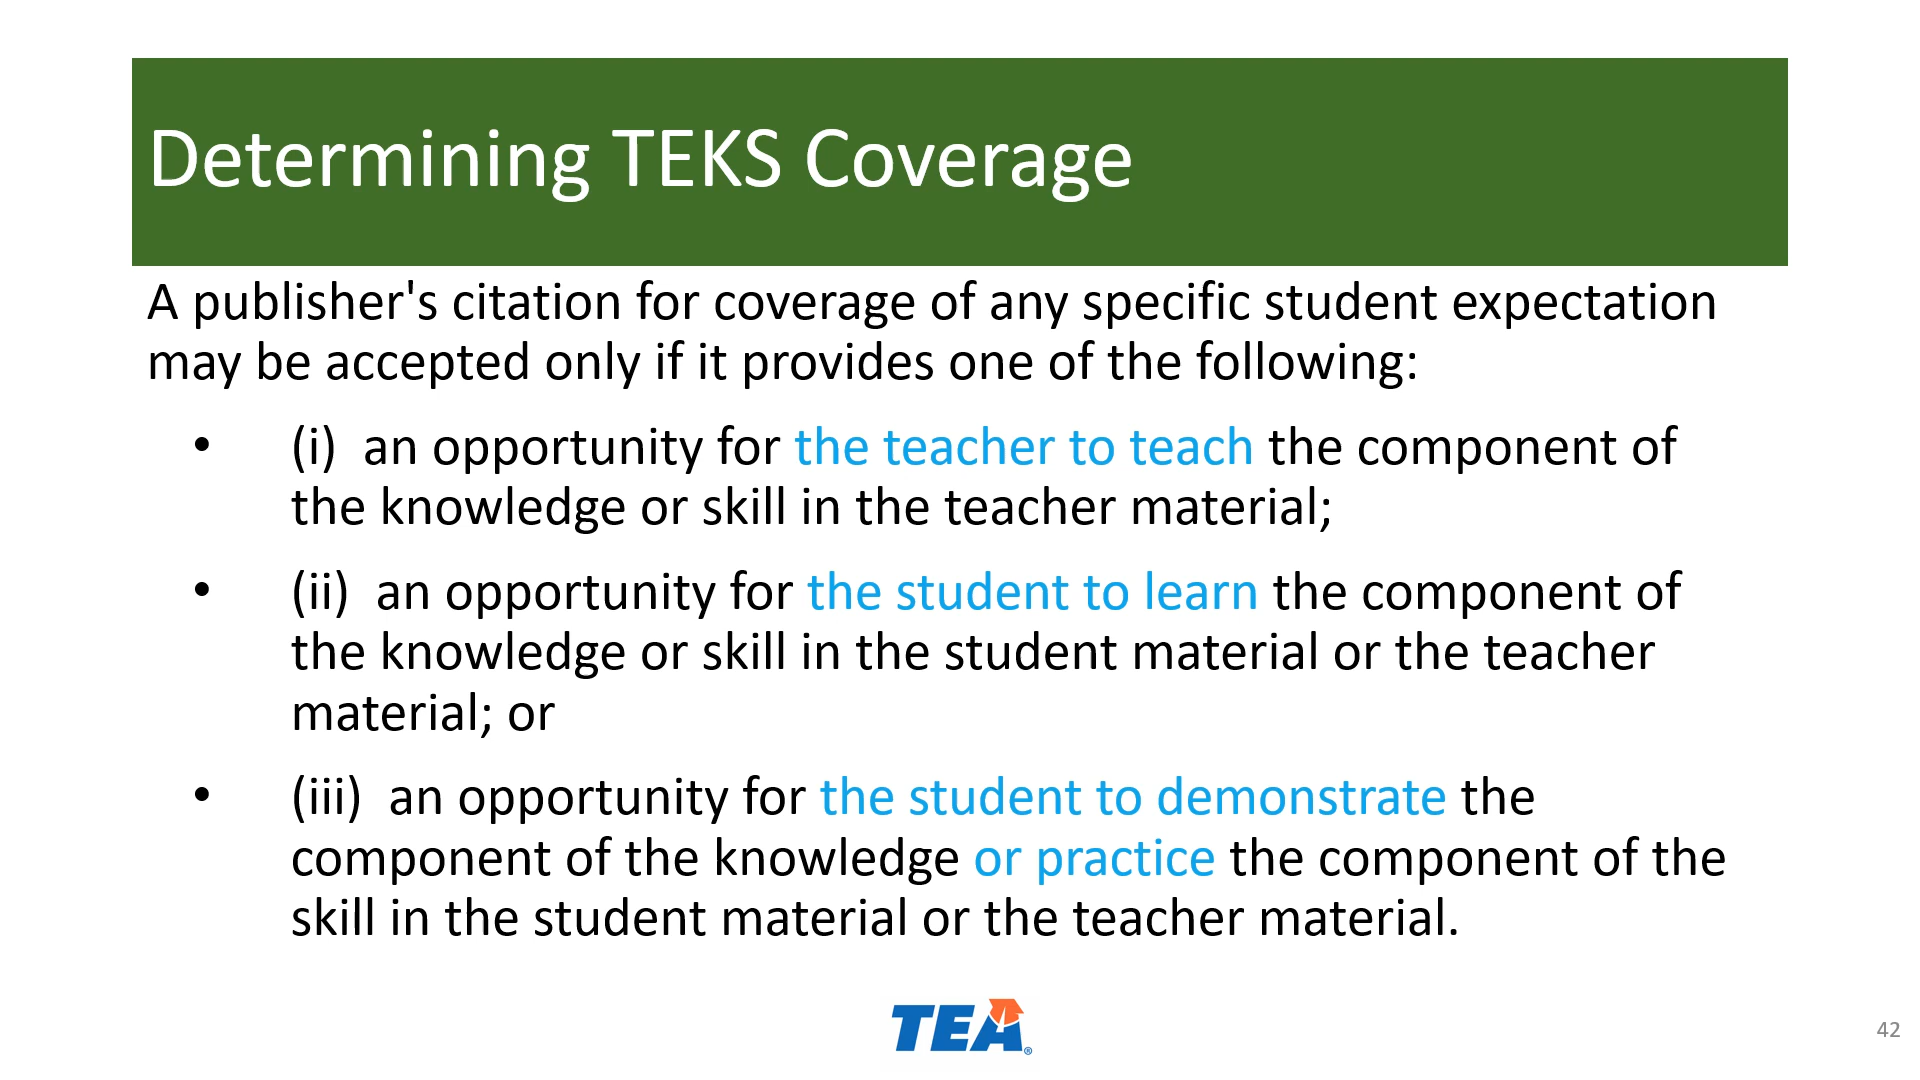 Determining TEKS Coverage
A publisher's citation for coverage of any specific student expectation
may be accepted only if it provides one of the following:
• (i) an opportunity for the teacher to teach the component of
the knowledge or skill in the teacher material;
• (ii) an opportunity for the student to learn the component of
the knowledge or skill in the student material or the teacher
material; or
• (iii) an opportunity for the student to demonstrate the
component of the knowledge or practice the component of the
skill in the student material or the teacher material.
TEA®
42